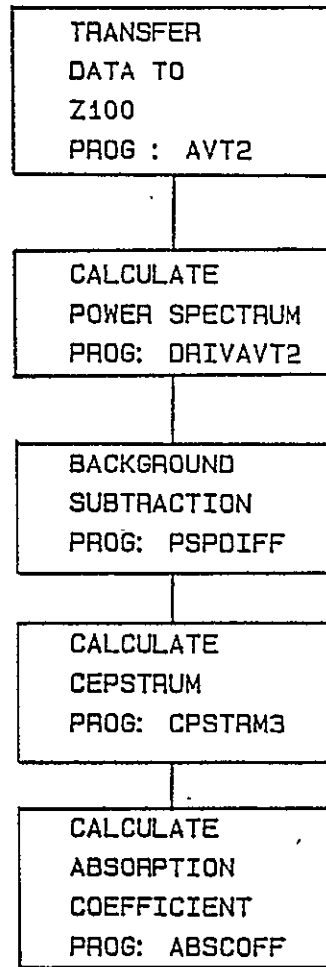 TRANSFER
DATA TO
Z100
PROG : AVT2
CALCULATE
POWER SPECTRUM
PROG: DRIVAVT2
BACKGROUND
SUBTRACTION
PROG: PSPDIFF
CALCULATE
CEPSTRUM
PROG: CPSTRM3
CALCULATE
ABSORPTION
COEFFICIENT
PROG: ABSCOFF